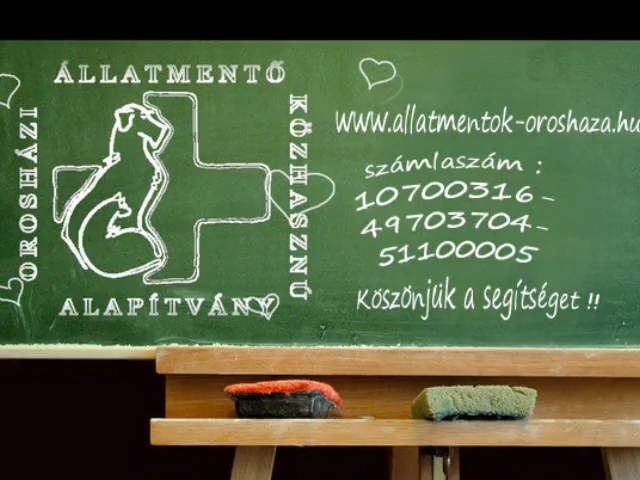 ÁLLATMENTŐ
OROSHÁZI
KÖZHASZNÚ
ALAPÍTVÁNY
www.allatmentok-oroshaza.hu
számlaszám :
10700316-
49703704-
51100005
Köszönjük a segítséget !!